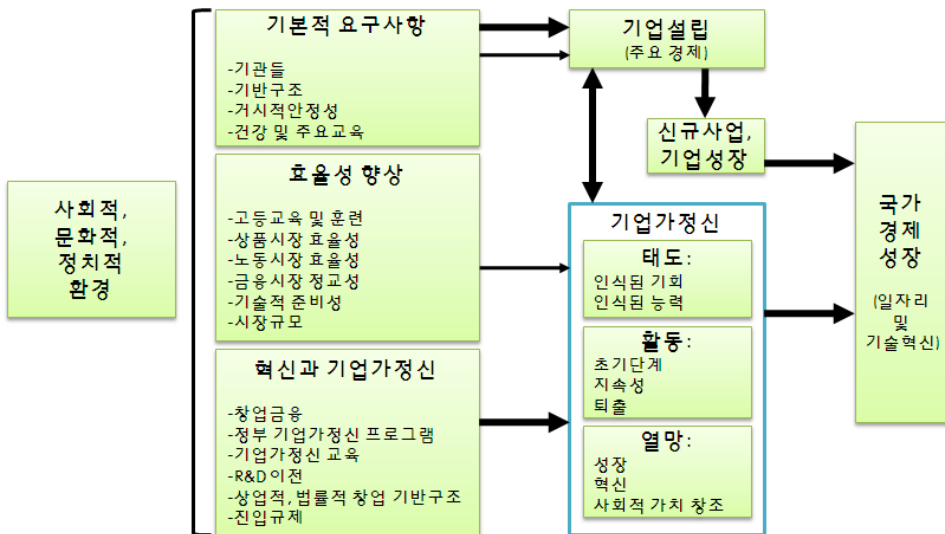 사회적,
문화적,
정치적
환경
기본적 요구사항
-기관들
-기반구조
-거시적안정성
-건강 및 주요교육
효율성 향상
-고등교육 및 훈련
-상품시장 효율성
-노동시장 효율성
-금융시장 정교성
-기술적 준비성
-시장규모
혁신과 기업가정신
-창업금융
-정부 기업가정신 프로그램
-기업가정신 교육
-R&D이전
-상업적, 법률적 창업 기반구조
-진입규제
기업설립
(주요 경제)
신규사업,
기업성장
기업가정신
태도:
인식된 기회
인식된 능력
활동:
초기단계
지속성
퇴출
열망:
성장
혁신
사회적 가치 창조
국가
경제
성장
(일자리
및
기술혁신)